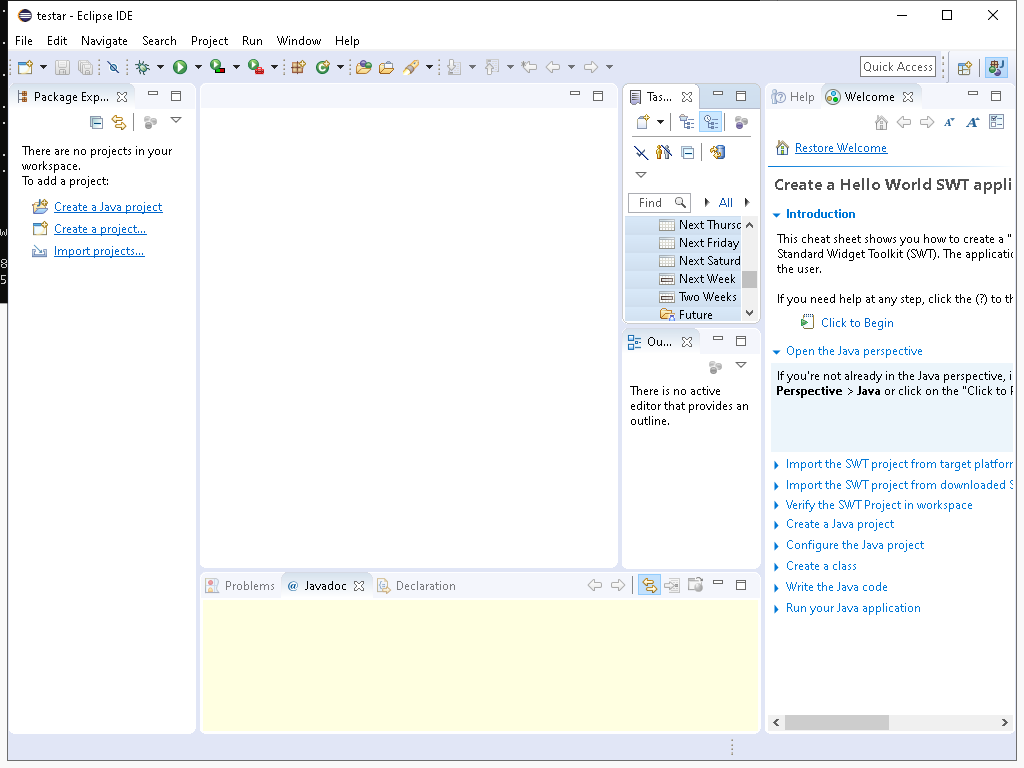 testar - Eclipse IDE
File Edit Navigate Search Project Run Window Help
Quick Access
Package Exp...
There are no projects in your
workspace.
To add a project:
Create a Java project
Create a project...
Import projects...
Tas...
Find
All
Next Thursd
Next Friday
Next Saturd
Next Week
Two Weeks
Future
Ou...
There is no active
editor that provides an
outline.
Help Welcome
Restore Welcome
Create a Hello World SWT appli
Introduction
This cheat sheet shows you how to create a "
Standard Widget Toolkit (SWT). The applicati
the user.
If you need help at any step, click the (?) to th
Click to Begin
Open the Java perspective
If you're not already in the Java perspective, i
Perspective > Java or click on the "Click to P
Import the SWT project from target platform
Import the SWT project from downloaded S
Verify the SWT Project in workspace
Create a Java project
Configure the Java project
Create a class
Write the Java code
Run your Java application
Problems @ Javadoc Declaration